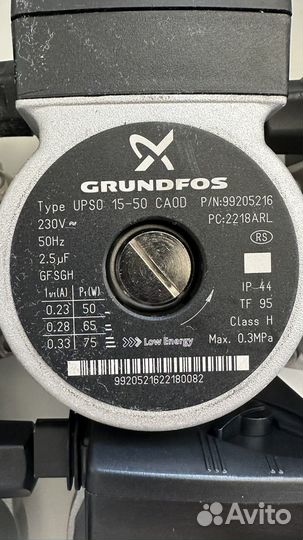 GRUNDFOS
Type UPSO 15-50 CAOD P/N:99205216
230V~ PC:2218ARL
50Hz RS
2.5µF
GFSGH
I1/1(A) P1(W) IP 44
0.23 50 TF 95
0.28 65 Class H
0.33 75 Low Energy Max. 0.3MPa
9920521622180082
Avito